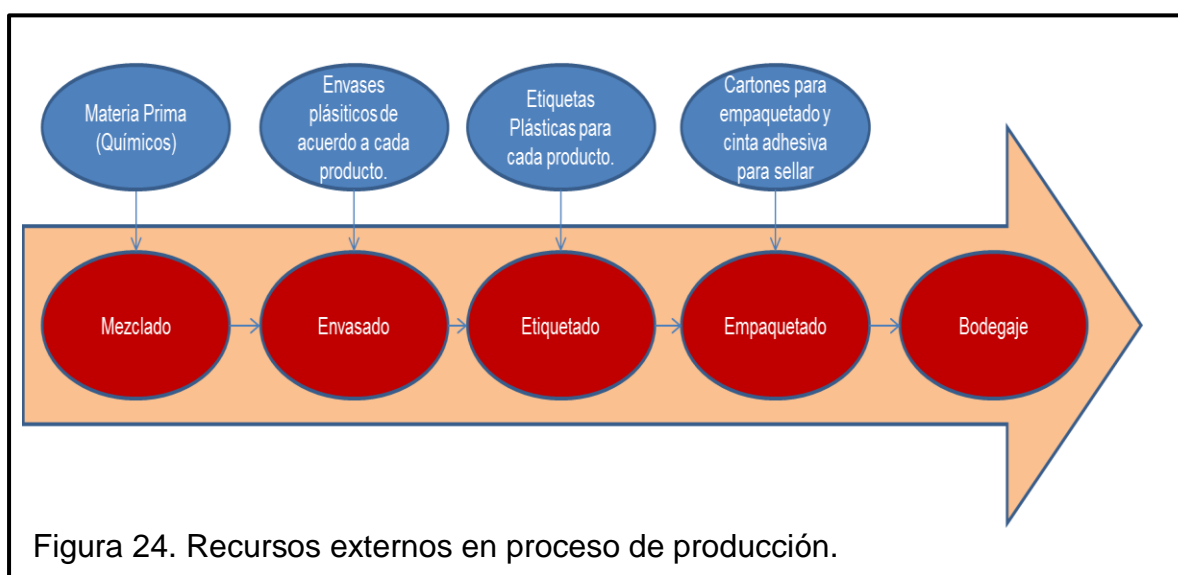 Materia Prima
(Químicos)
Envases
plásiticos de
acuerdo a cada
producto.
Etiquetas
Plásticas para
cada producto.
Cartones para
empaquetado y
cinta adhesiva
para sellar
Mezclado
Envasado
Etiquetado
Empaquetado
Bodegaje
Figura 24. Recursos externos en proceso de producción.